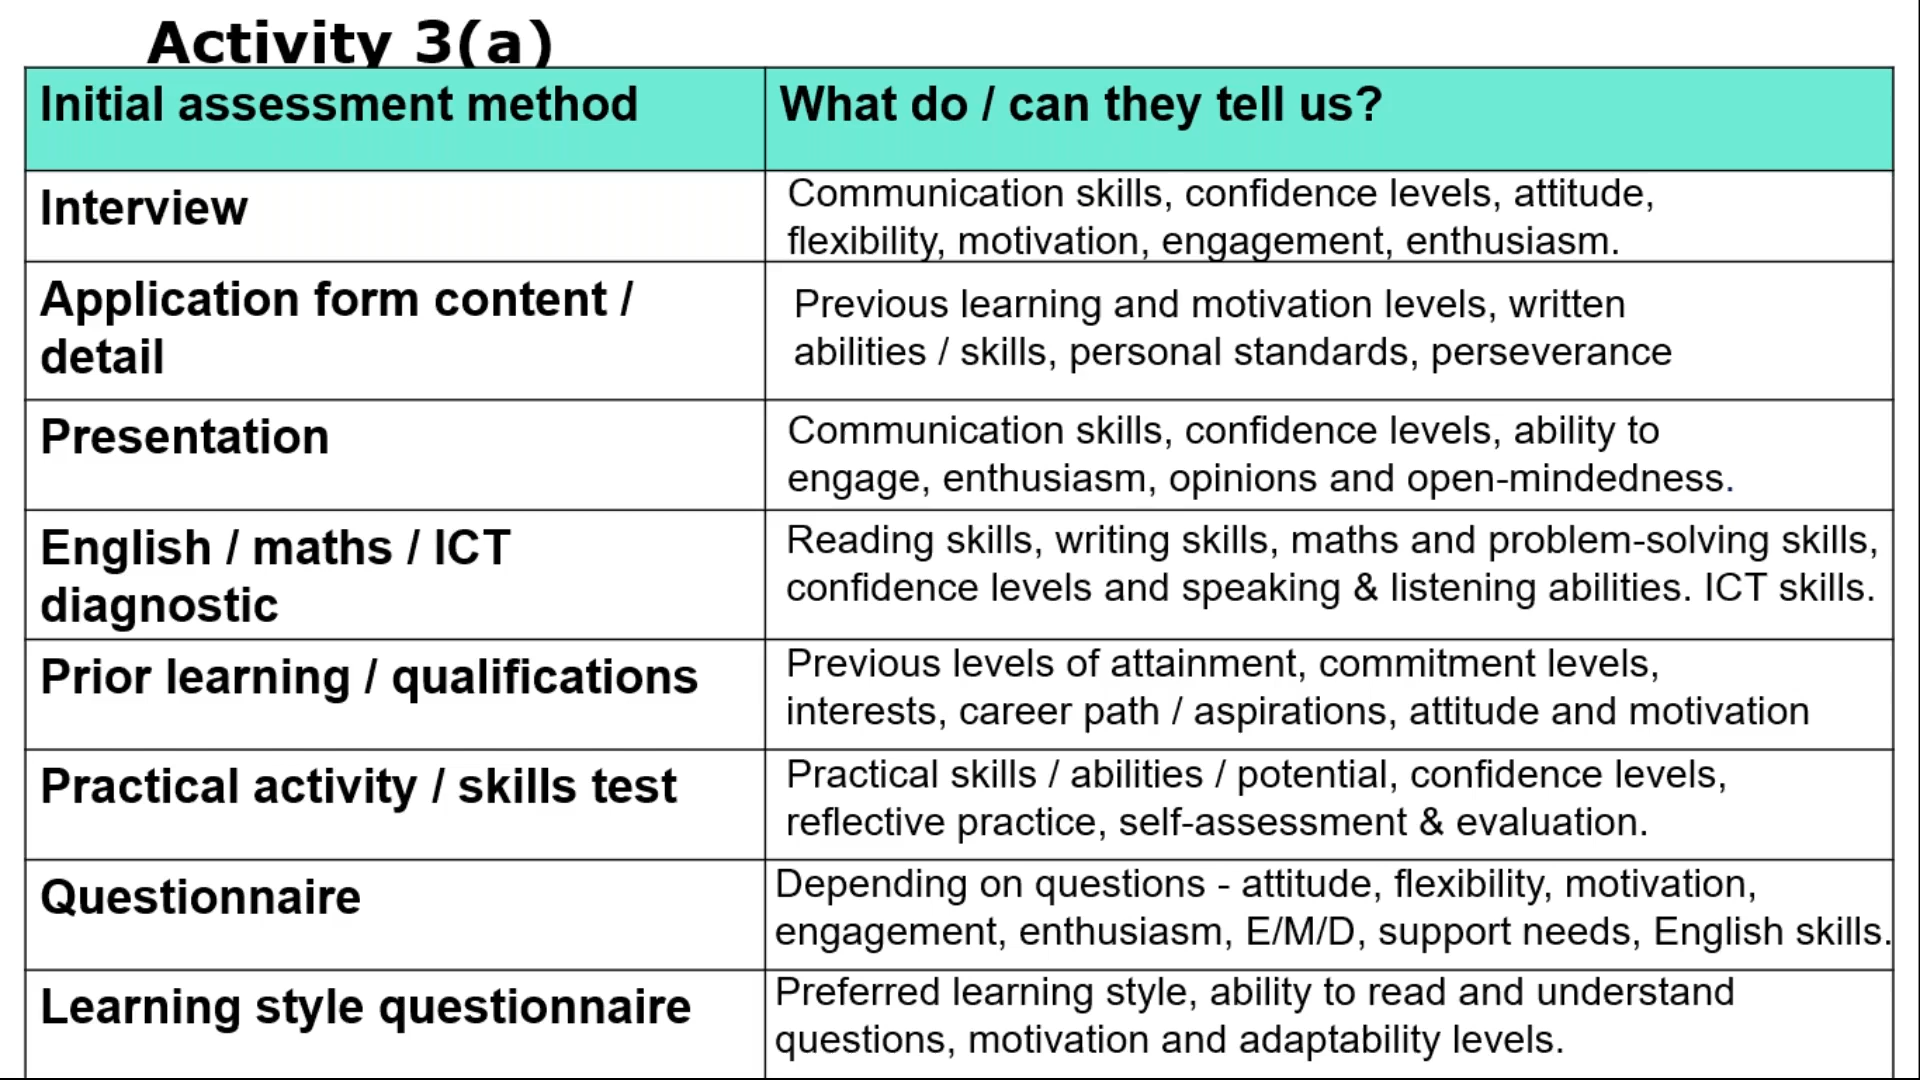 Activity 3(a)
Initial assessment method
What do / can they tell us?
Interview
Communication skills, confidence levels, attitude,
flexibility, motivation, engagement, enthusiasm.
Application form content /
detail
Previous learning and motivation levels, written
abilities / skills, personal standards, perseverance
Presentation
Communication skills, confidence levels, ability to
engage, enthusiasm, opinions and open-mindedness.
English / maths / ICT
diagnostic
Reading skills, writing skills, maths and problem-solving skills,
confidence levels and speaking & listening abilities. ICT skills.
Prior learning / qualifications
Previous levels of attainment, commitment levels,
interests, career path / aspirations, attitude and motivation
Practical activity / skills test
Practical skills / abilities / potential, confidence levels,
reflective practice, self-assessment & evaluation.
Questionnaire
Depending on questions - attitude, flexibility, motivation,
engagement, enthusiasm, E/M/D, support needs, English skills.
Learning style questionnaire
Preferred learning style, ability to read and understand
questions, motivation and adaptability levels.